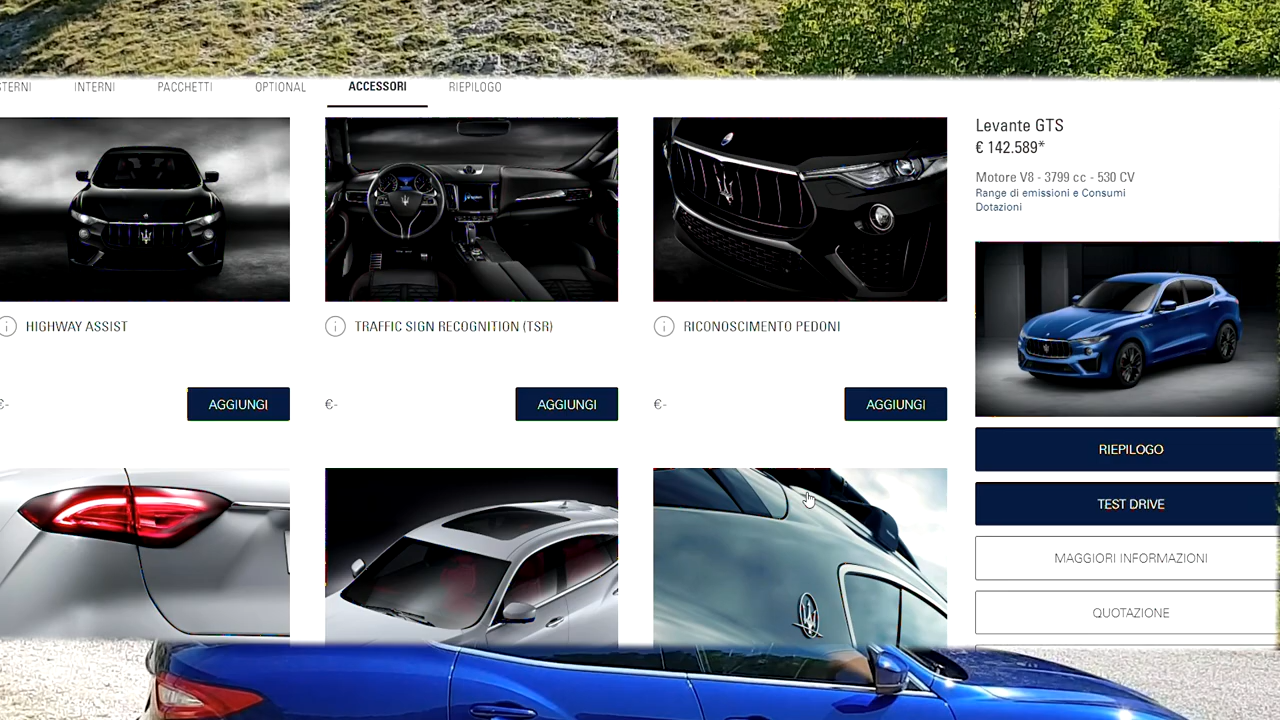 STERNI INTERNI PACCHETTI OPTIONAL ACCESSORI RIEPILOGO
HIGHWAY ASSIST
€-
AGGIUNGI
TRAFFIC SIGN RECOGNITION (TSR)
€-
AGGIUNGI
RICONOSCIMENTO PEDONI
€-
AGGIUNGI
Levante GTS
€ 142.589*
Motore V8 - 3799 cc - 530 CV
Range di emissioni e Consumi
Dotazioni
RIEPILOGO
TEST DRIVE
MAGGIORI INFORMAZIONI
QUOTAZIONE